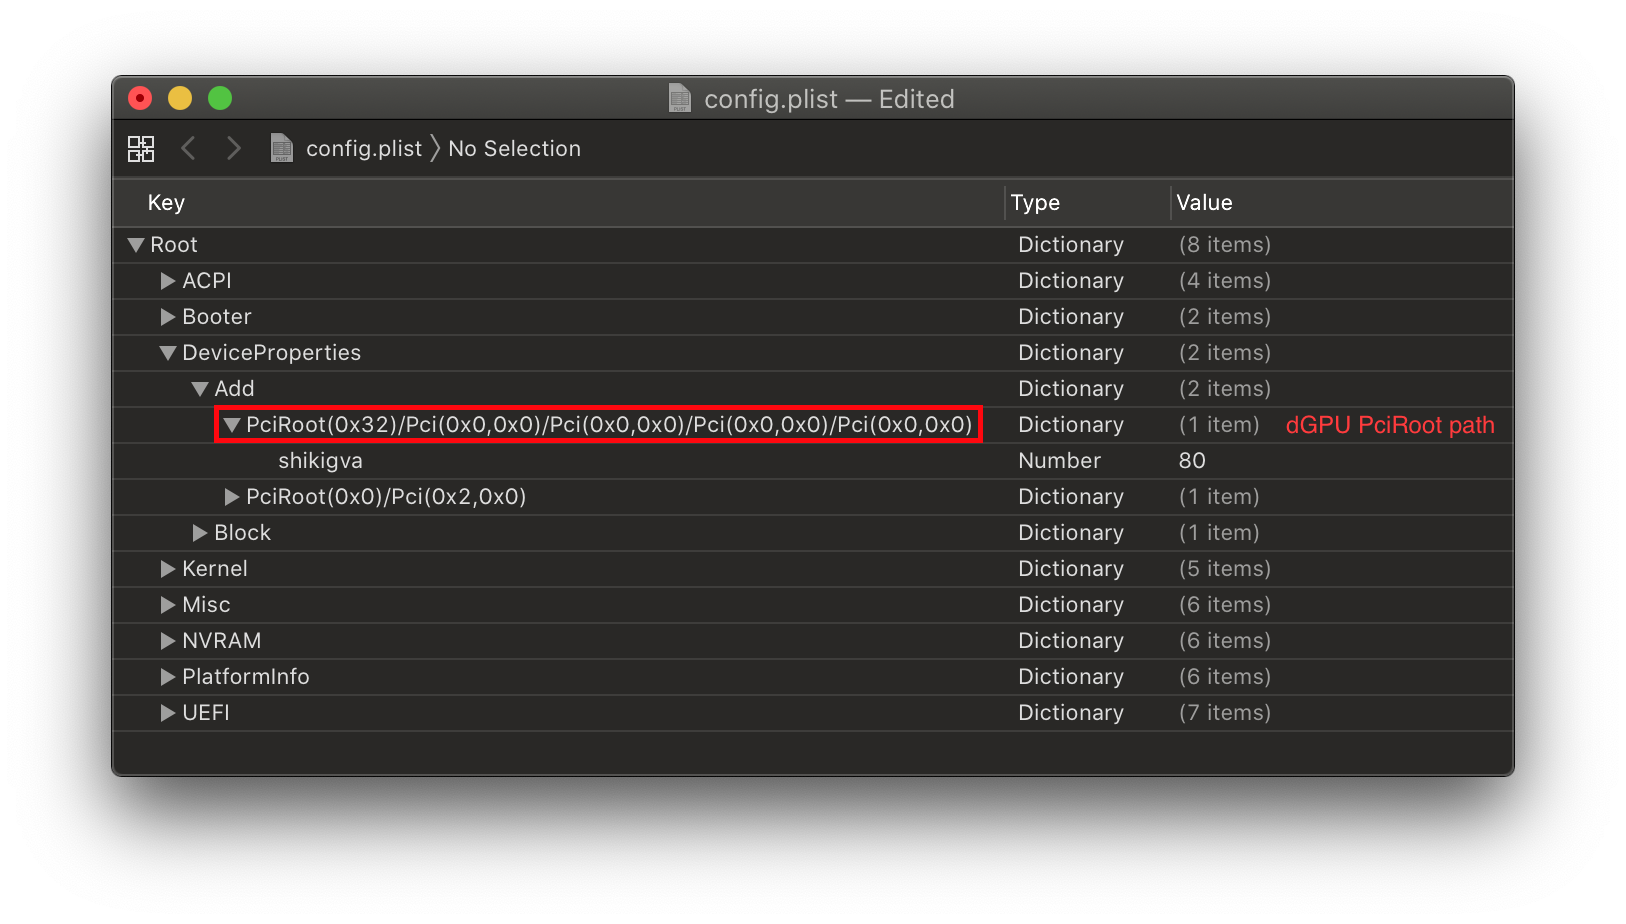 config.plist — Edited
config.plist 〉 No Selection
Key Type Value
Root Dictionary (8 items)
ACPI Dictionary (4 items)
Booter Dictionary (2 items)
DeviceProperties Dictionary (2 items)
Add Dictionary (2 items)
PciRoot(0x32)/Pci(0x0,0x0)/Pci(0x0,0x0)/Pci(0x0,0x0)/Pci(0x0,0x0) Dictionary (1 item) dGPU PciRoot path
shikigva Number 80
PciRoot(0x0)/Pci(0x2,0x0) Dictionary (1 item)
Block Dictionary (1 item)
Kernel Dictionary (5 items)
Misc Dictionary (6 items)
NVRAM Dictionary (6 items)
PlatformInfo Dictionary (6 items)
UEFI Dictionary (7 items)